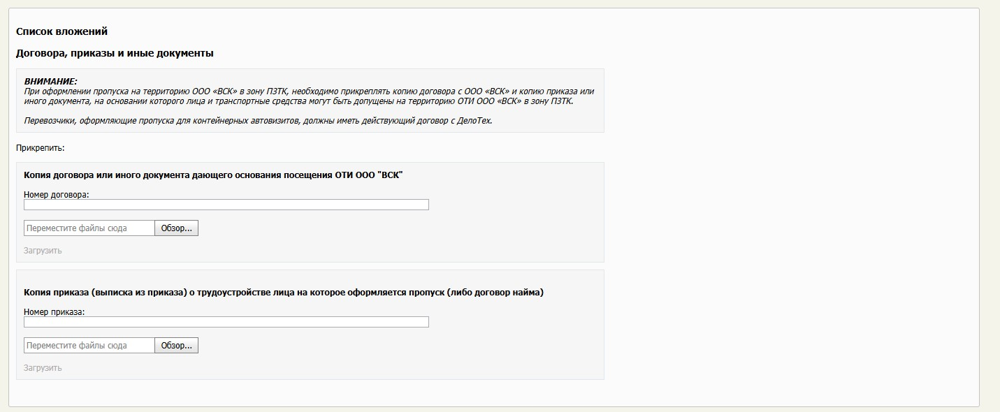 Список вложений
Договора, приказы и иные документы
ВНИМАНИЕ:
При оформлении пропуска на территорию ООО «ВСК» в зону ПЗТК, необходимо прикреплять копию договора с ООО «ВСК» и копию приказа или
иного документа, на основании которого лица и транспортные средства могут быть допущены на территорию ОТИ ООО «ВСК» в зону ПЗТК.
Перевозчики, оформляющие пропуска для контейнерных автовизитов, должны иметь действующий договор с ДелоТех.
Прикрепить:
Копия договора или иного документа дающего основания посещения ОТИ ООО "ВСК"
Номер договора:
Переместите файлы сюда Обзор...
Загрузить
Копия приказа (выписка из приказа) о трудоустройстве лица на которое оформляется пропуск (либо договор найма)
Номер приказа:
Переместите файлы сюда Обзор...
Загрузить